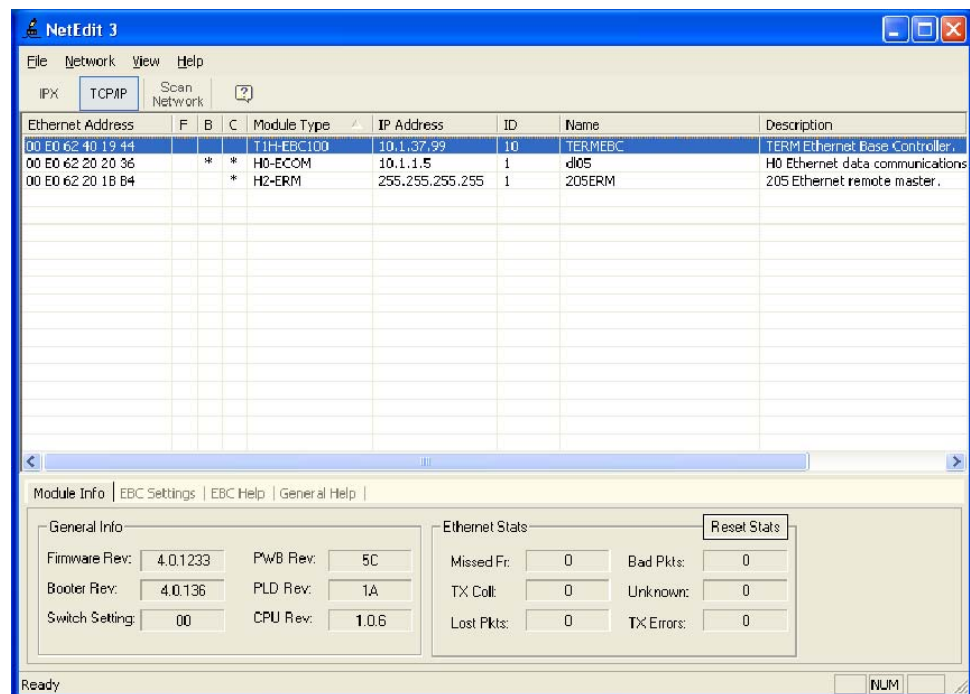 NetEdit 3
File Network View Help
IPX TCP/IP Scan Network
Ethernet Address F B C Module Type IP Address ID Name Description
00 E0 62 40 19 44 T1H-EBC100 10.1.37.99 10 TERMEBC TERM Ethernet Base Controller.
00 E0 62 20 20 36 * * H0-ECOM 10.1.1.5 1 dl05 H0 Ethernet data communications
00 E0 62 20 1B B4 * H2-ERM 255.255.255.255 1 205ERM 205 Ethernet remote master.
Module Info EBC Settings EBC Help General Help
General Info Ethernet Stats Reset Stats
Firmware Rev: 4.0.1233 PWB Rev: 5C Missed Fr: 0 Bad Pkts: 0
Booter Rev: 4.0.136 PLD Rev: 1A TX Coll: 0 Unknown: 0
Switch Setting: 00 CPU Rev: 1.0.6 Lost Pkts: 0 TX Errors: 0
Ready NUM